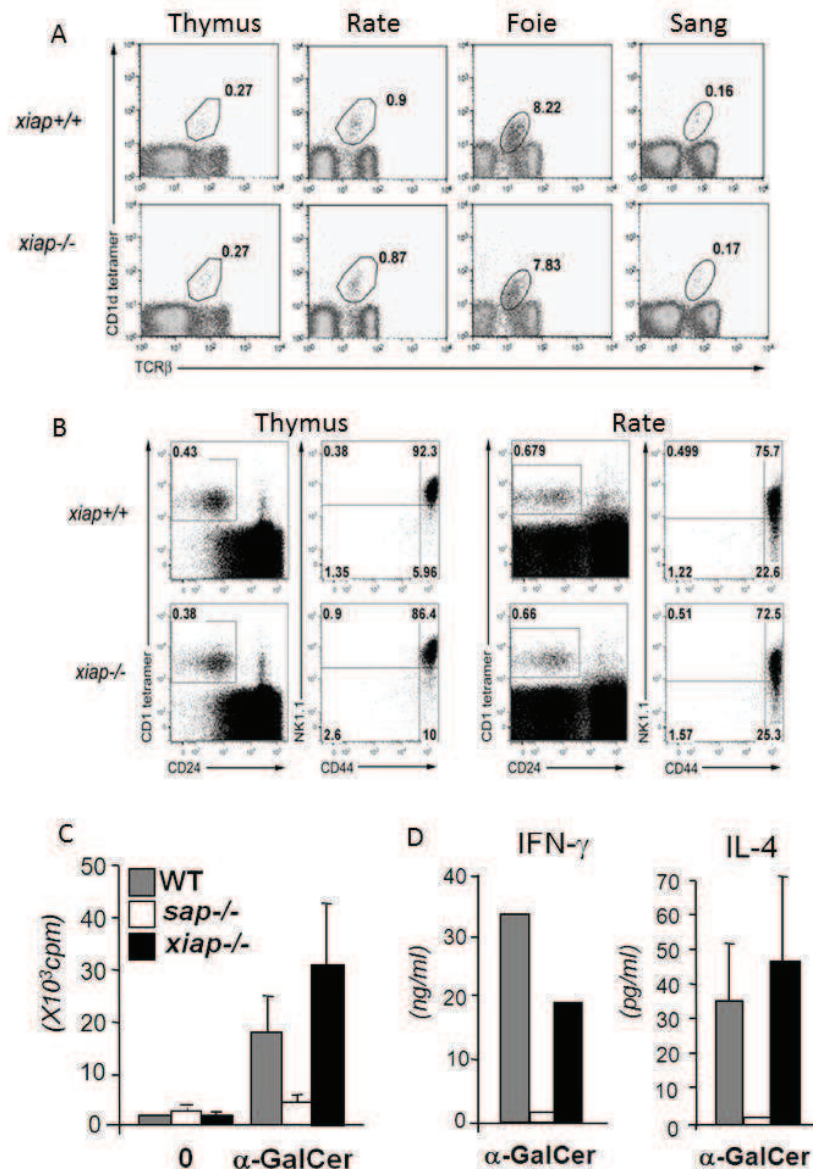 A
Thymus Rate Foie Sang
xiap+/+
0.27 0.9 8.22 0.16
xiap-/-
0.27 0.87 7.83 0.17
CD1d tetramer
TCRβ
B
Thymus Rate
xiap+/+
0.43 0.38 92.3 0.679 0.499 75.7
1.35 5.96 1.22 22.6
xiap-/-
0.38 0.9 86.4 0.66 0.51 72.5
2.6 10 1.57 25.3
CD1 tetramer NK1.1 CD1 tetramer NK1.1
CD24 CD44 CD24 CD44
C
WT
sap-/-
xiap-/-
(X10³cpm)
50
40
30
20
10
0
0 α-GalCer
D
IFN-γ IL-4
(ng/ml)
40
30
20
10
0
α-GalCer
(pg/ml)
70
60
50
40
30
20
10
0
α-GalCer